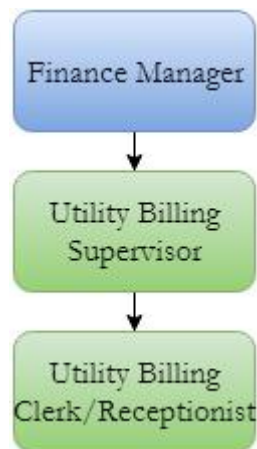 Finance Manager
Utility Billing
Supervisor
Utility Billing
Clerk/Receptionist